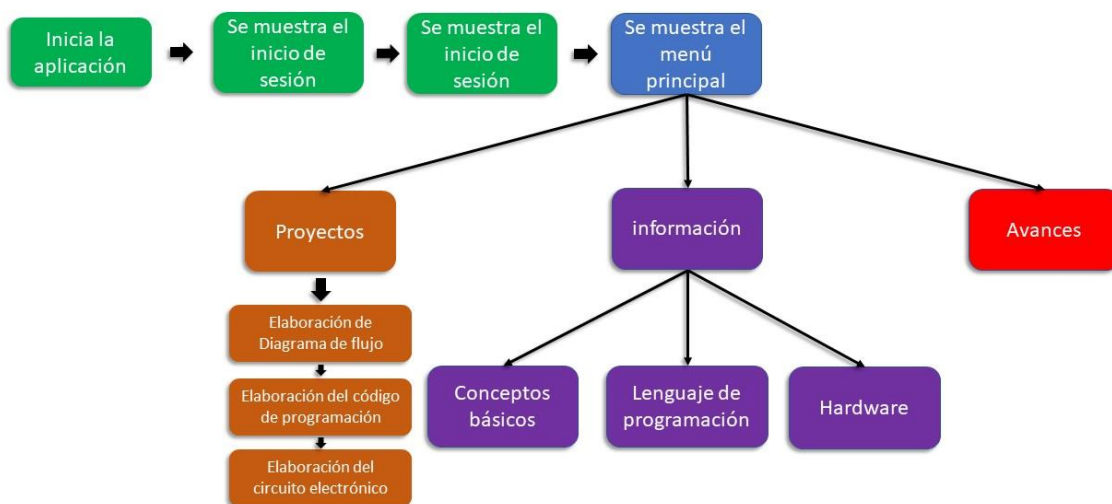 Inicia la
aplicación
Se muestra el
inicio de
sesión
Se muestra el
inicio de
sesión
Se muestra el
menú
principal
Proyectos
información
Avances
Elaboración de
Diagrama de flujo
Elaboración del código
de programación
Elaboración del
circuito electrónico
Conceptos
básicos
Lenguaje de
programación
Hardware